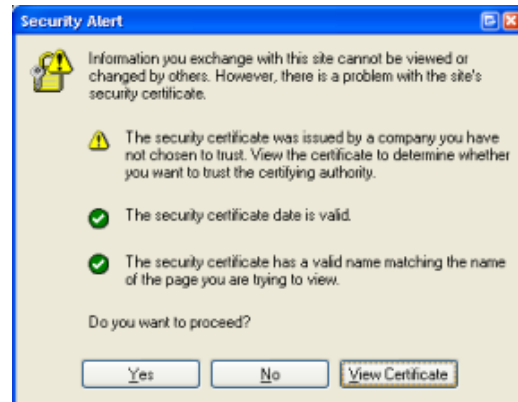 Security Alert
Information you exchange with this site cannot be viewed or
changed by others. However, there is a problem with the site's
security certificate.
The security certificate was issued by a company you have
not chosen to trust. View the certificate to determine whether
you want to trust the certifying authority.
The security certificate date is valid.
The security certificate has a valid name matching the name
of the page you are trying to view.
Do you want to proceed?
Yes No View Certificate